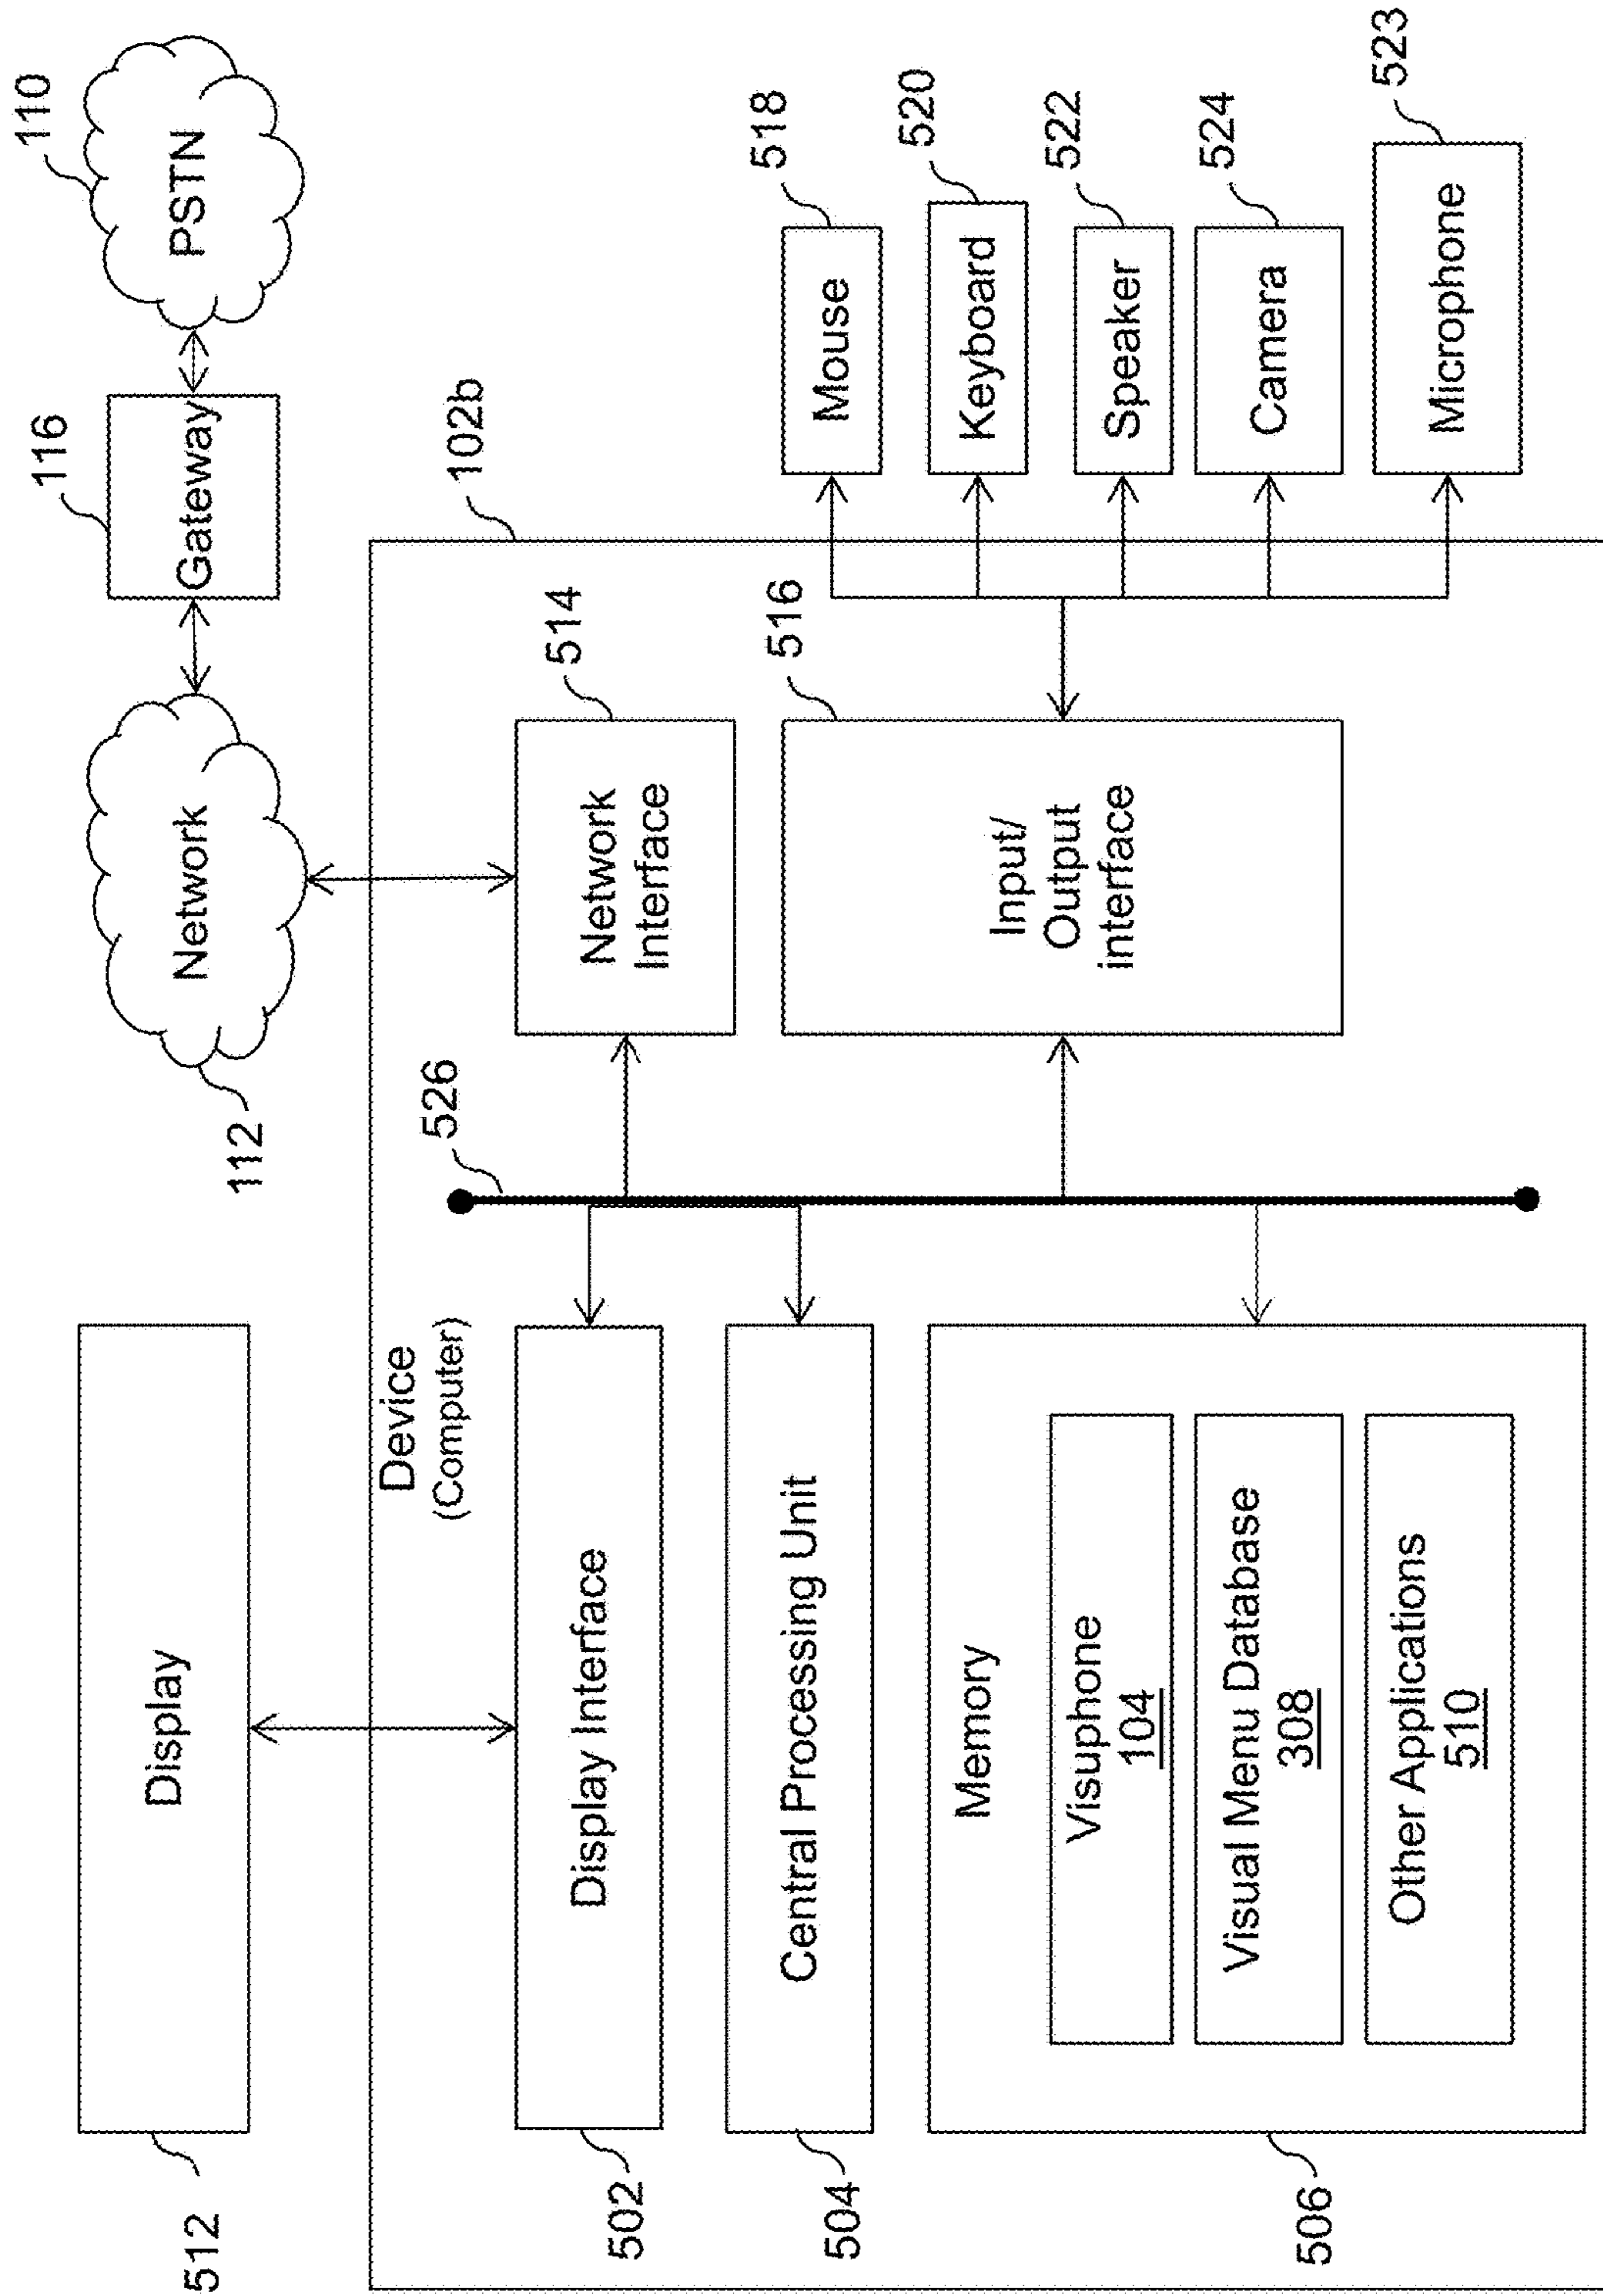 110
PSTN
116
Gateway
Network
112
Display
512
102b
Device
(Computer)
526
514
Network
Interface
516
Input/
Output
interface
Display Interface
502
Central Processing Unit
504
Memory
506
Visuphone
104
Visual Menu Database
308
Other Applications
510
Mouse
518
Keyboard
520
Speaker
522
Camera
524
Microphone
523